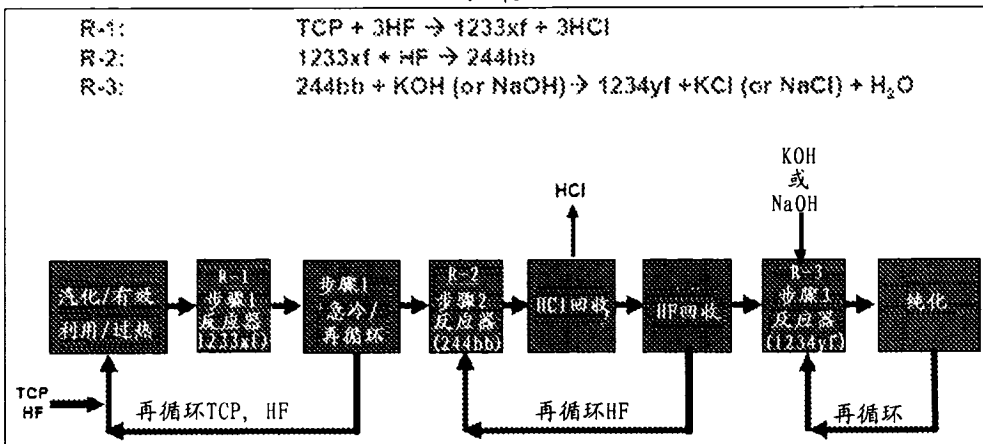 R-1: TCP + 3HF → 1233xf + 3HCl
R-2: 1233xf + HF → 244bb
R-3: 244bb + KOH (or NaOH) → 1234yf +KCl (or NaCl) + H₂O
KOH
或
NaOH
HCl
汽化/有效
利用/过热
R-1
步骤1
反应器
(1233xf)
步骤1
急冷/
再循环
R-2
步骤2
反应器
(244bb)
HCl回收
HF回收
R-3
步骤3
反应器
(1234yf)
纯化
TCP
HF
再循环TCP, HF
再循环HF
再循环